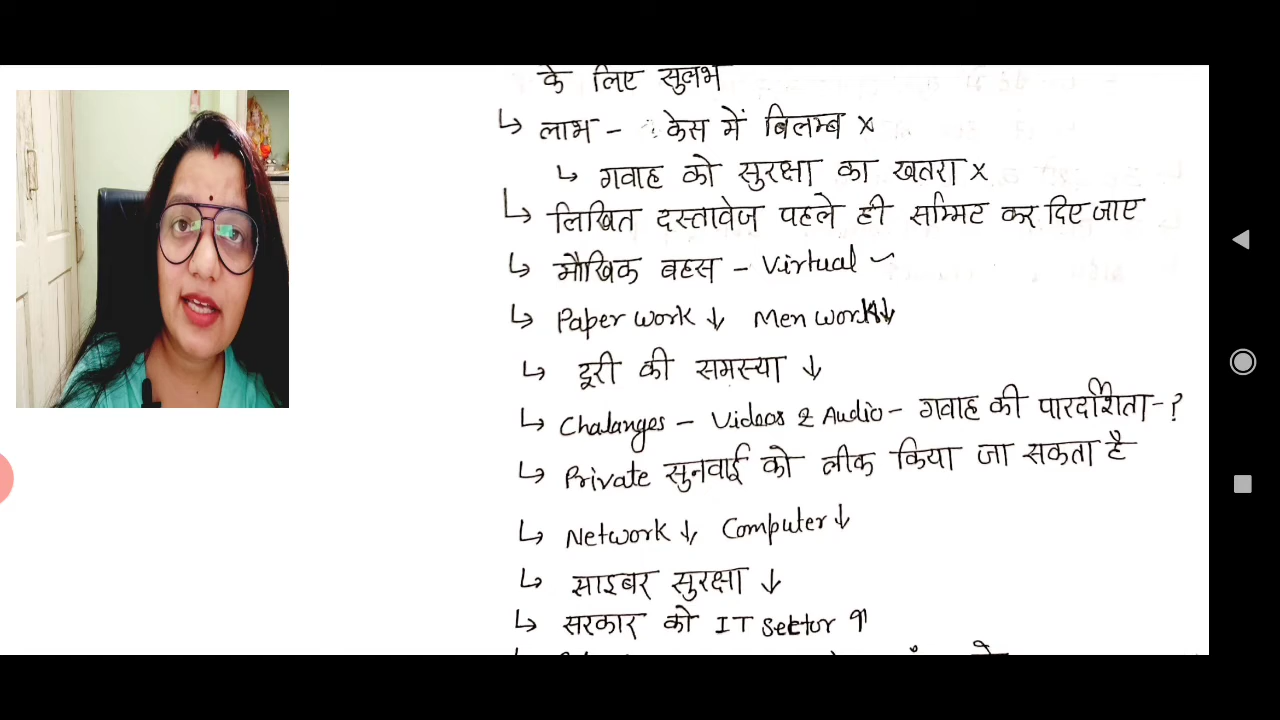 के लिए सुलभ
↳ लाभ - केस में बिलम्ब ×
↳ गवाह को सुरक्षा का खतरा ×
↳ लिखित दस्तावेज पहले ही सम्मिट कर दिए जाए
↳ मौखिक बहस - Virtual ✓
↳ Paper work ↓ Men work ↓
↳ दूरी की समस्या ↓
↳ Chalanges - Videos & Audio - गवाह की पारदर्शिता - ?
↳ Private सुनवाई को लीक किया जा सकता है
↳ Network ↓ Computer ↓
↳ साइबर सुरक्षा ↓
↳ सरकार को IT Sector ↑